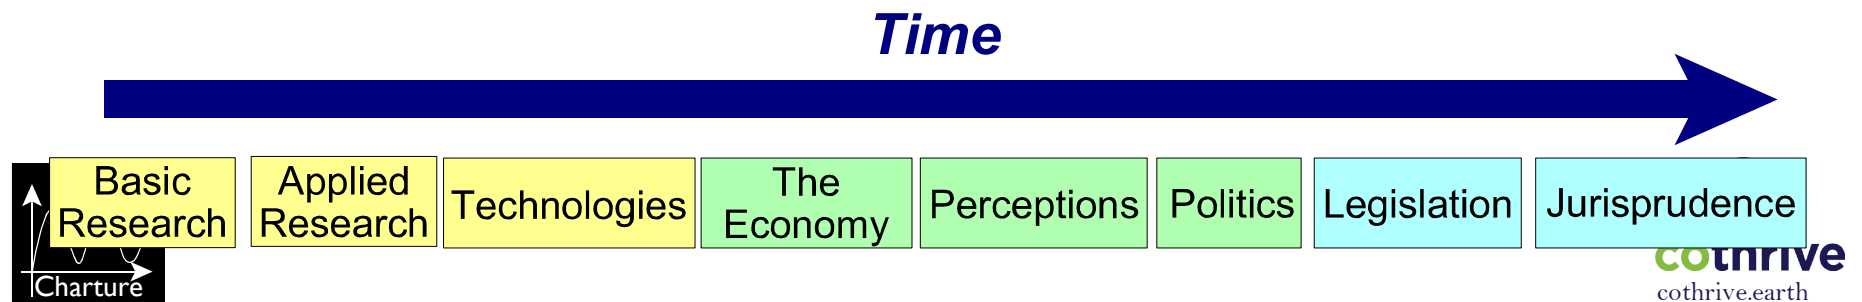 Time
Basic
Research
Applied
Research
Technologies
The
Economy
Perceptions
Politics
Legislation
Jurisprudence
Charture
cothrive
cothrive.earth